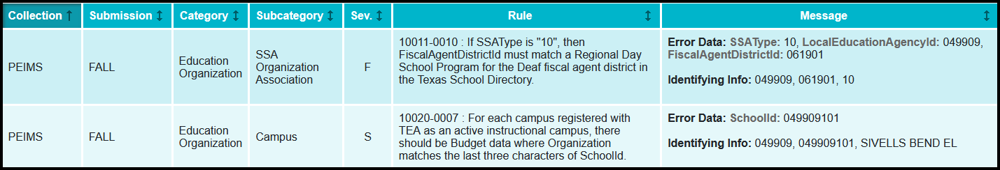 Collection Submission Category Subcategory Sev. Rule Message
PEIMS
FALL
Education
Organization
SSA
Organization
Association
F
10011-0010 : If SSAType is "10", then
FiscalAgentDistrictId must match a Regional Day
School Program for the Deaf fiscal agent district in
the Texas School Directory.
Error Data: SSAType: 10, LocalEducationAgencyId: 049909,
FiscalAgentDistrictId: 061901
Identifying Info: 049909, 061901, 10
PEIMS
FALL
Education
Organization
Campus
S
10020-0007 : For each campus registered with
TEA as an active instructional campus, there
should be Budget data where Organization
matches the last three characters of SchoolId.
Error Data: SchoolId: 049909101
Identifying Info: 049909, 049909101, SIVELLS BEND EL